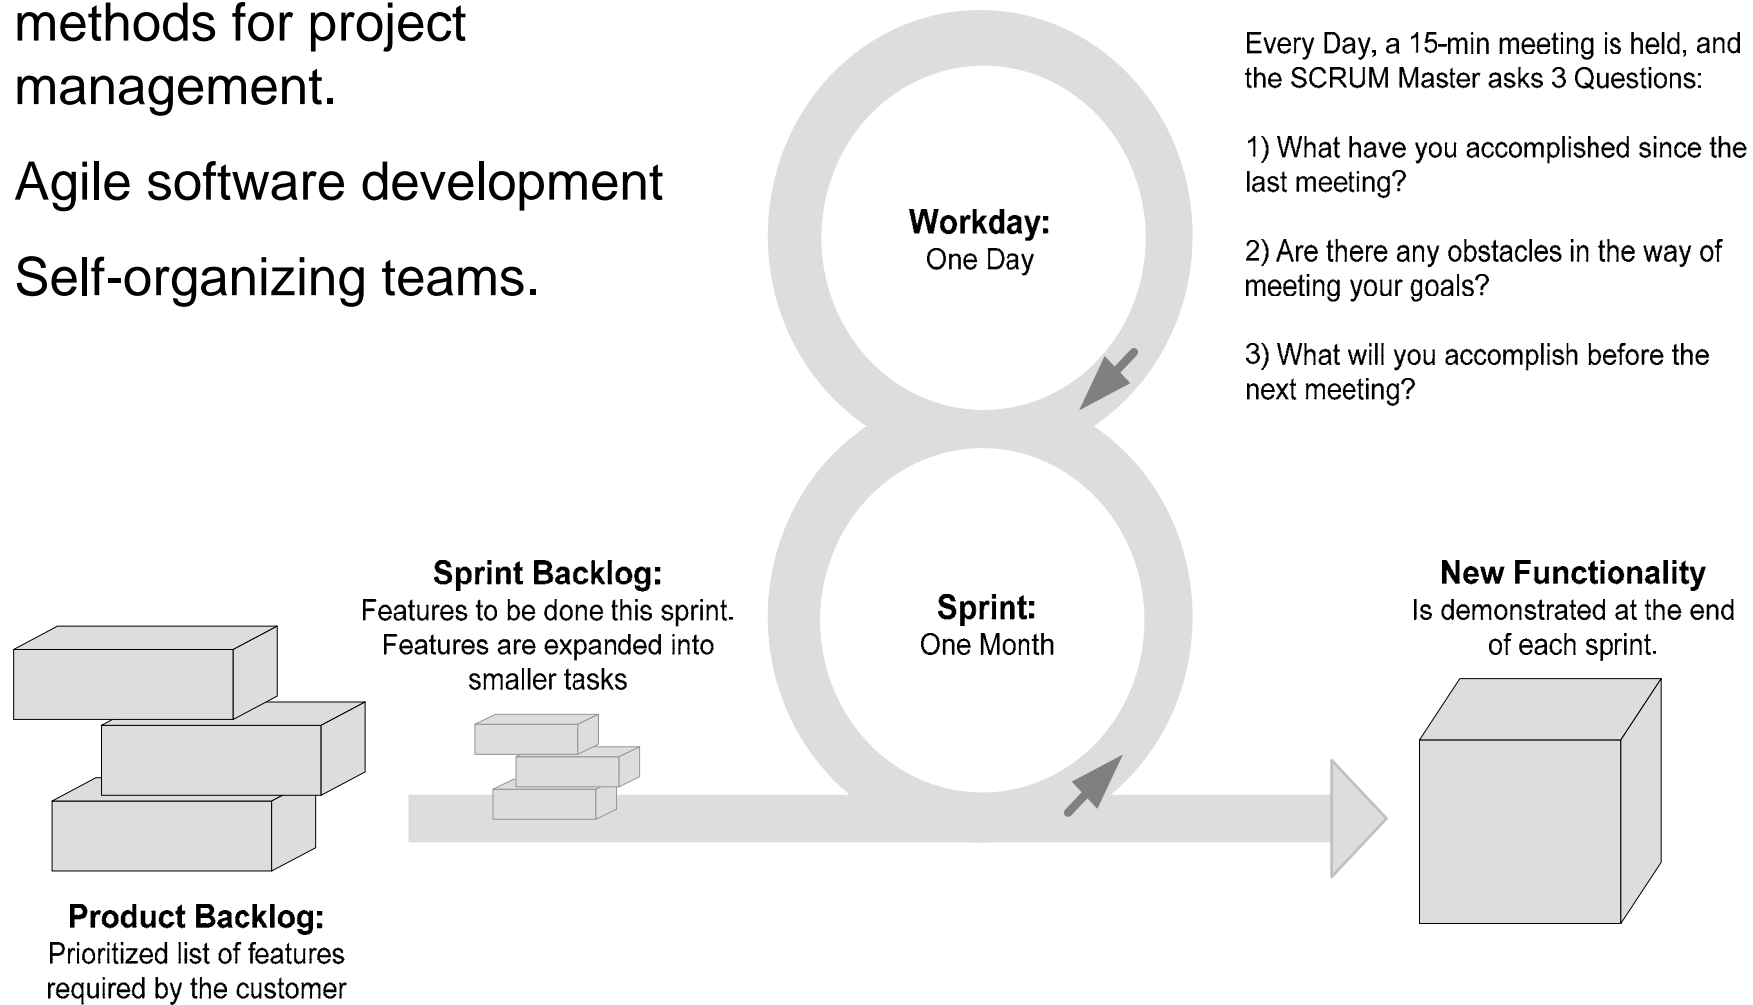 methods for project
management.
Agile software development
Self-organizing teams.
Every Day, a 15-min meeting is held, and
the SCRUM Master asks 3 Questions:
1) What have you accomplished since the
last meeting?
2) Are there any obstacles in the way of
meeting your goals?
3) What will you accomplish before the
next meeting?
Workday:
One Day
Sprint Backlog:
Features to be done this sprint.
Features are expanded into
smaller tasks
Sprint:
One Month
New Functionality
Is demonstrated at the end
of each sprint.
Product Backlog:
Prioritized list of features
required by the customer